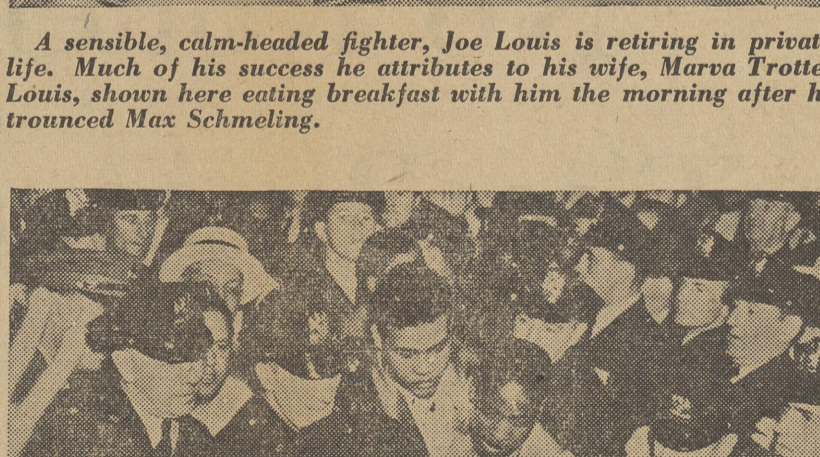 A sensible, calm-headed fighter, Joe Louis is retiring in privat
life. Much of his success he attributes to his wife, Marva Trotte
Louis, shown here eating breakfast with him the morning after h
trounced Max Schmeling.